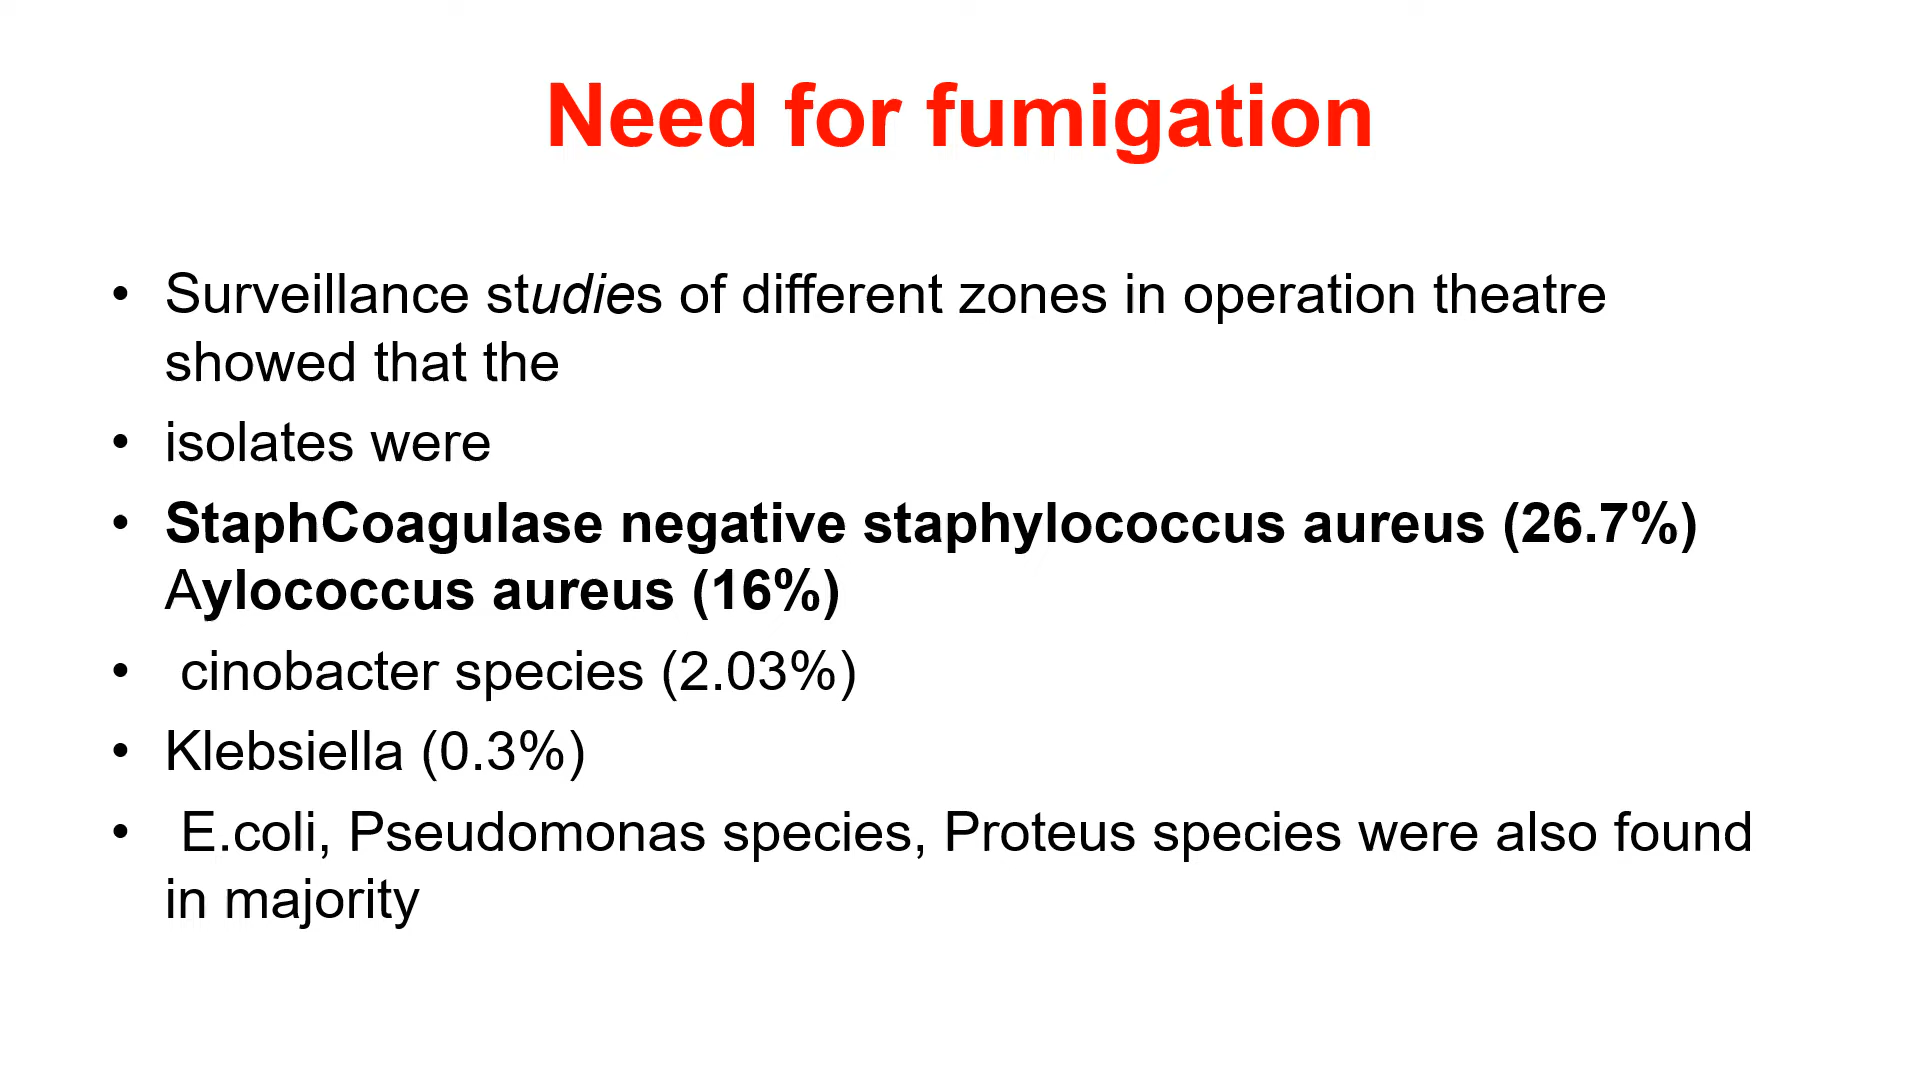 Need for fumigation
• Surveillance studies of different zones in operation theatre
showed that the
• isolates were
• StaphCoagulase negative staphylococcus aureus (26.7%)
Aylococcus aureus (16%)
• cinobacter species (2.03%)
• Klebsiella (0.3%)
• E.coli, Pseudomonas species, Proteus species were also found
in majority